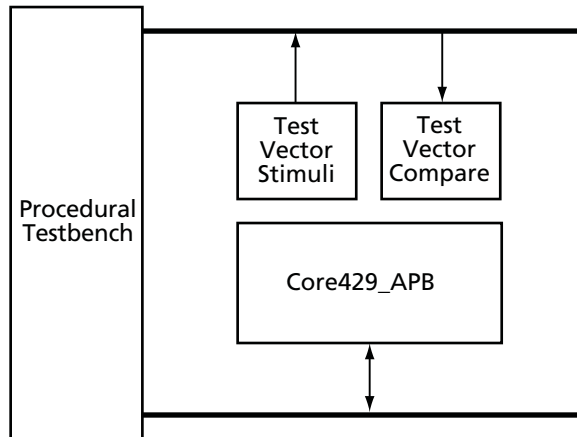 Test
Vector
Stimuli
Test
Vector
Compare
Procedural
Testbench
Core429_APB